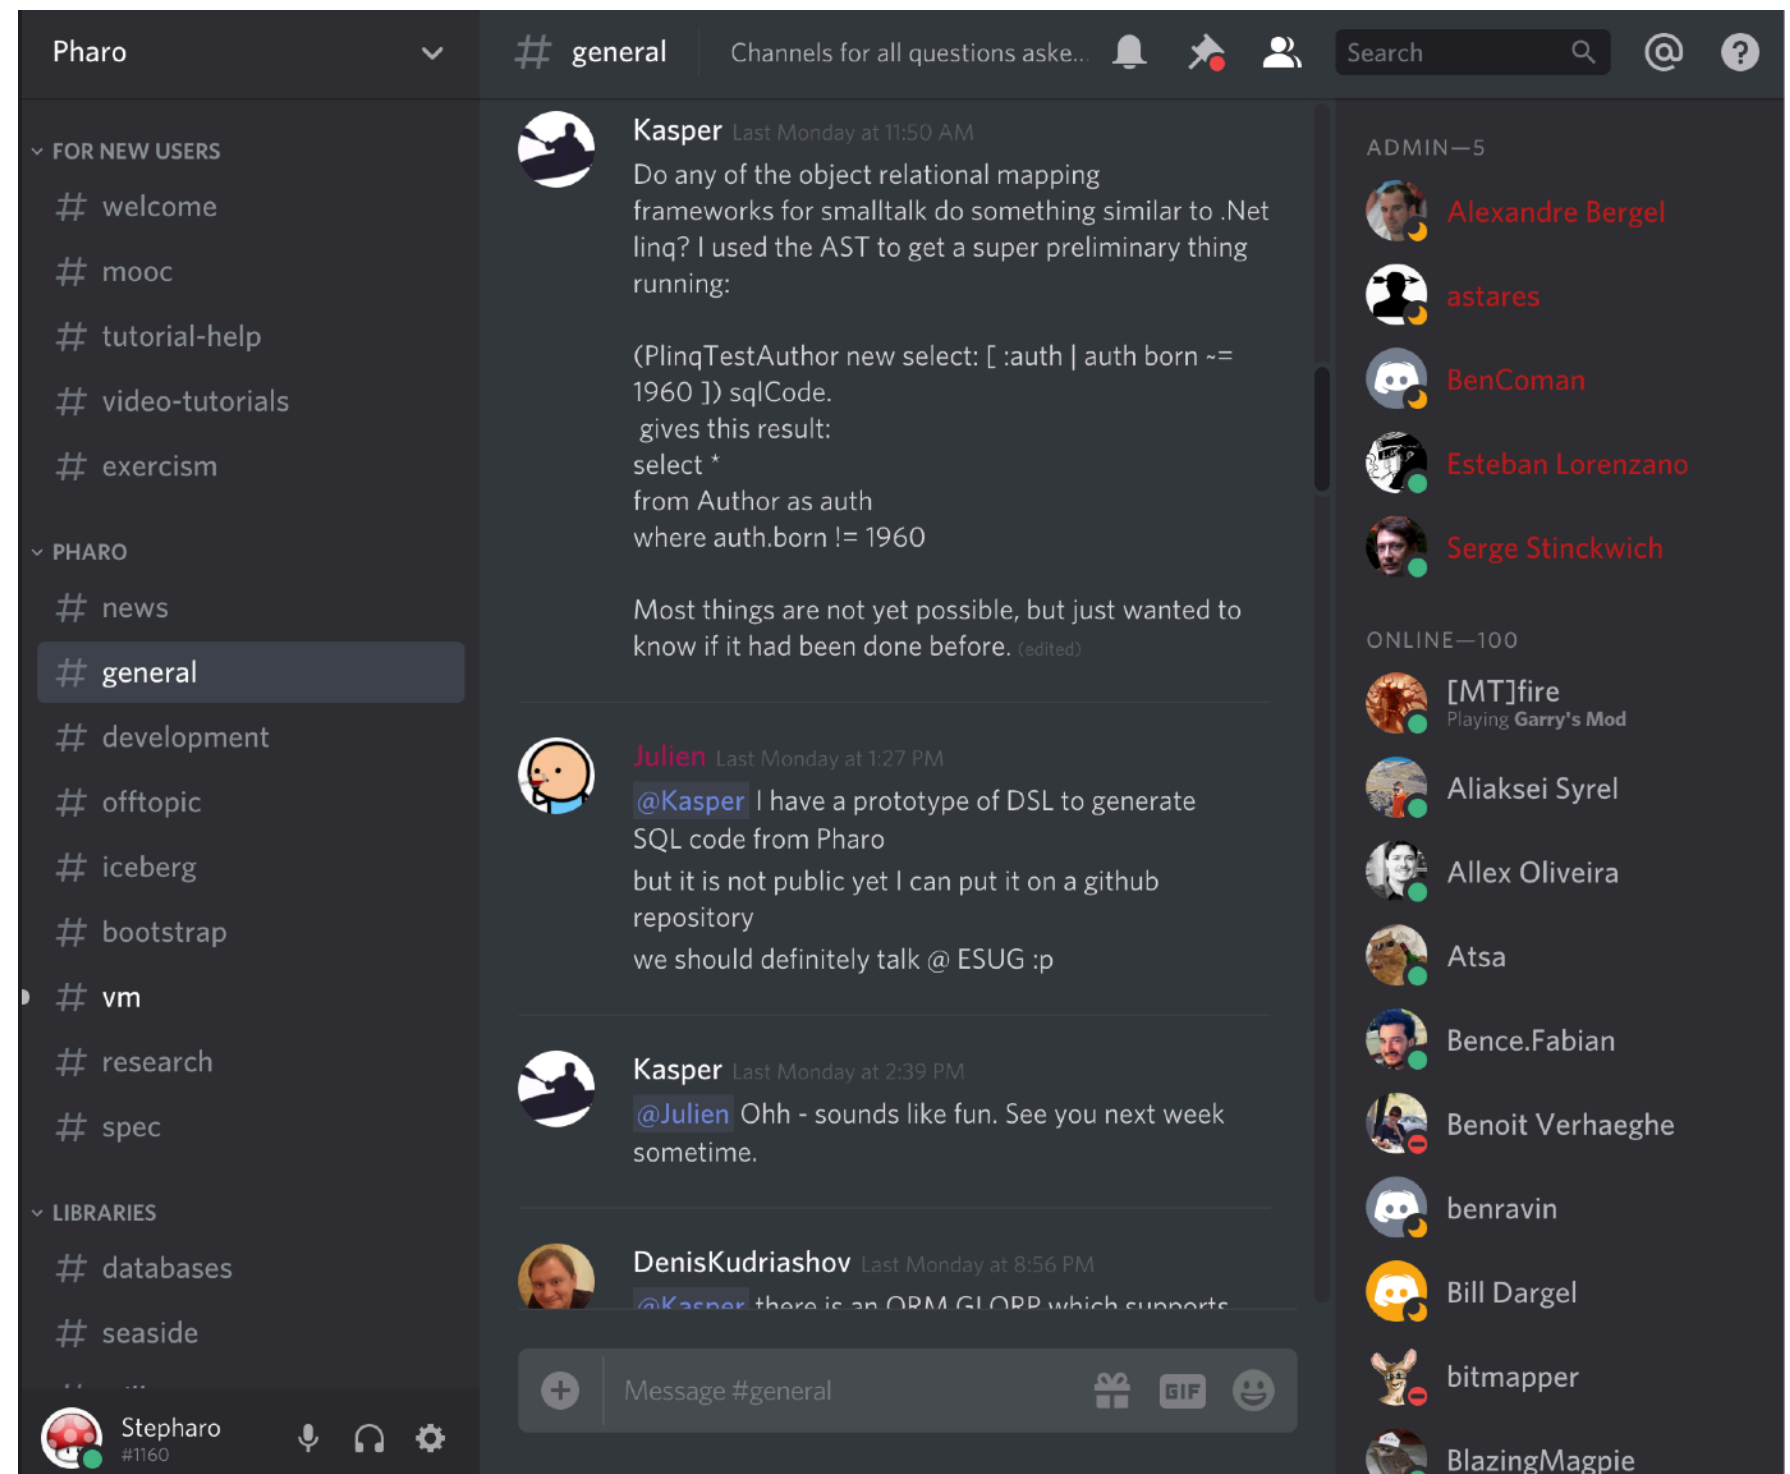 Pharo
FOR NEW USERS
# welcome
# mooc
# tutorial-help
# video-tutorials
# exercism
PHARO
# news
# general
# development
# offtopic
# iceberg
# bootstrap
# vm
# research
# spec
LIBRARIES
# databases
# seaside
Stepharo
#1160
# general
Channels for all questions aske...
Search
Kasper Last Monday at 11:50 AM
Do any of the object relational mapping
frameworks for smalltalk do something similar to .Net
linq? I used the AST to get a super preliminary thing
running:
(PlinqTestAuthor new select: [ :auth | auth born ~=
1960 ]) sqlCode.
gives this result:
select *
from Author as auth
where auth.born != 1960
Most things are not yet possible, but just wanted to
know if it had been done before. (edited)
Julien Last Monday at 1:27 PM
@Kasper I have a prototype of DSL to generate
SQL code from Pharo
but it is not public yet I can put it on a github
repository
we should definitely talk @ ESUG :p
Kasper Last Monday at 2:39 PM
@Julien Ohh - sounds like fun. See you next week
sometime.
DenisKudriashov Last Monday at 8:56 PM
@Kasper there is an ORM GLORP which supports
Message #general
GIF
ADMIN—5
Alexandre Bergel
astares
BenComan
Esteban Lorenzano
Serge Stinckwich
ONLINE—100
[MT]fire
Playing Garry's Mod
Aliaksei Syrel
Allex Oliveira
Atsa
Bence.Fabian
Benoit Verhaeghe
benravin
Bill Dargel
bitmapper
BlazingMagpie